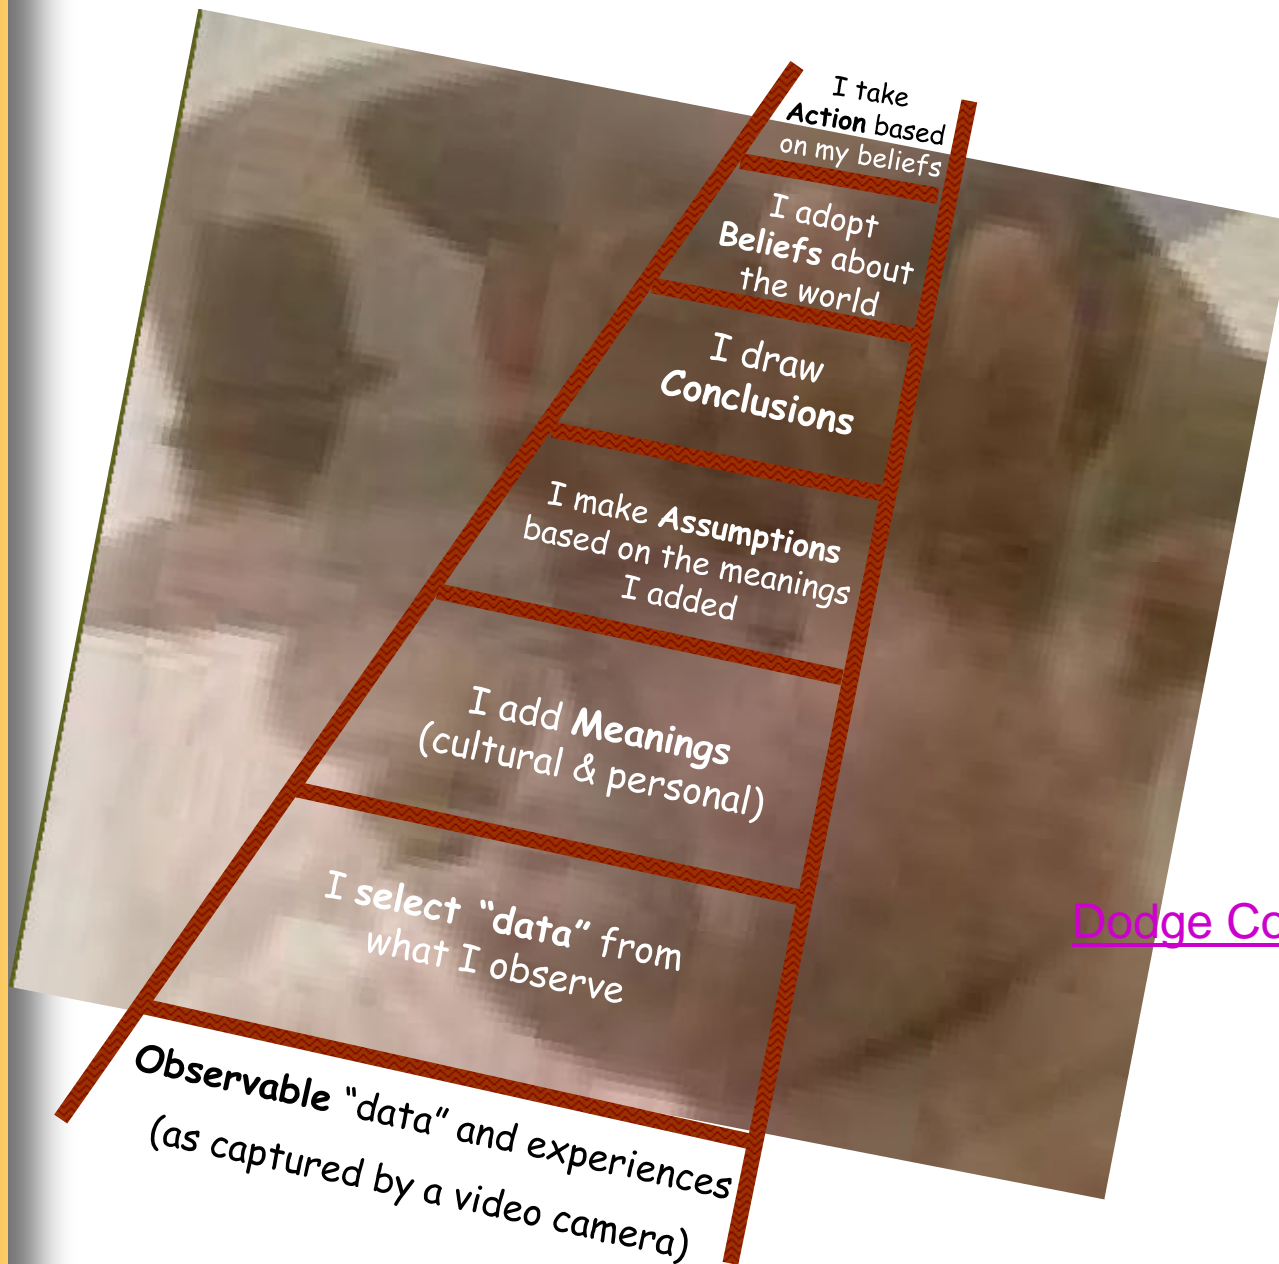 I take
Action based
on my beliefs
I adopt
Beliefs about
the world
I draw
Conclusions
I make Assumptions
based on the meanings
I added
I add Meanings
(cultural & personal)
I select “data” from
what I observe
Dodge Co
Observable “data” and experiences
(as captured by a video camera)